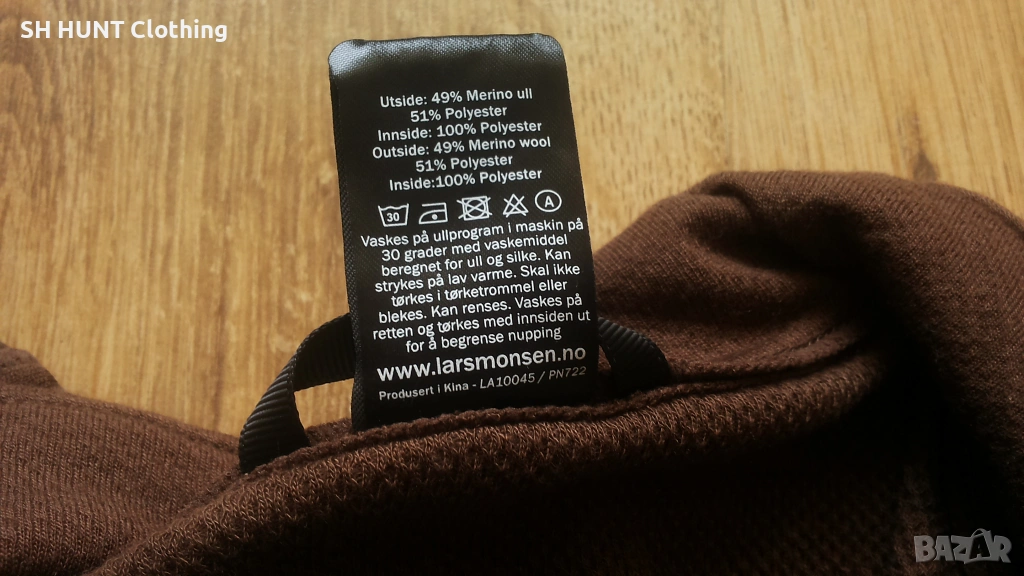 SH HUNT Clothing
Utside: 49% Merino ull
51% Polyester
Innside: 100% Polyester
Outside: 49% Merino wool
51% Polyester
Inside:100% Polyester
30
A
Vaskes på ullprogram i maskin på
30 grader med vaskemiddel
beregnet for ull og silke. Kan
strykes på lav varme. Skal ikke
tørkes i tørketrommel eller
blekes. Kan renses. Vaskes på
retten og tørkes med innsiden ut
for å begrense nupping
www.larsmonsen.no
Produsert i Kina - LA10045 / PN722
BAZAR